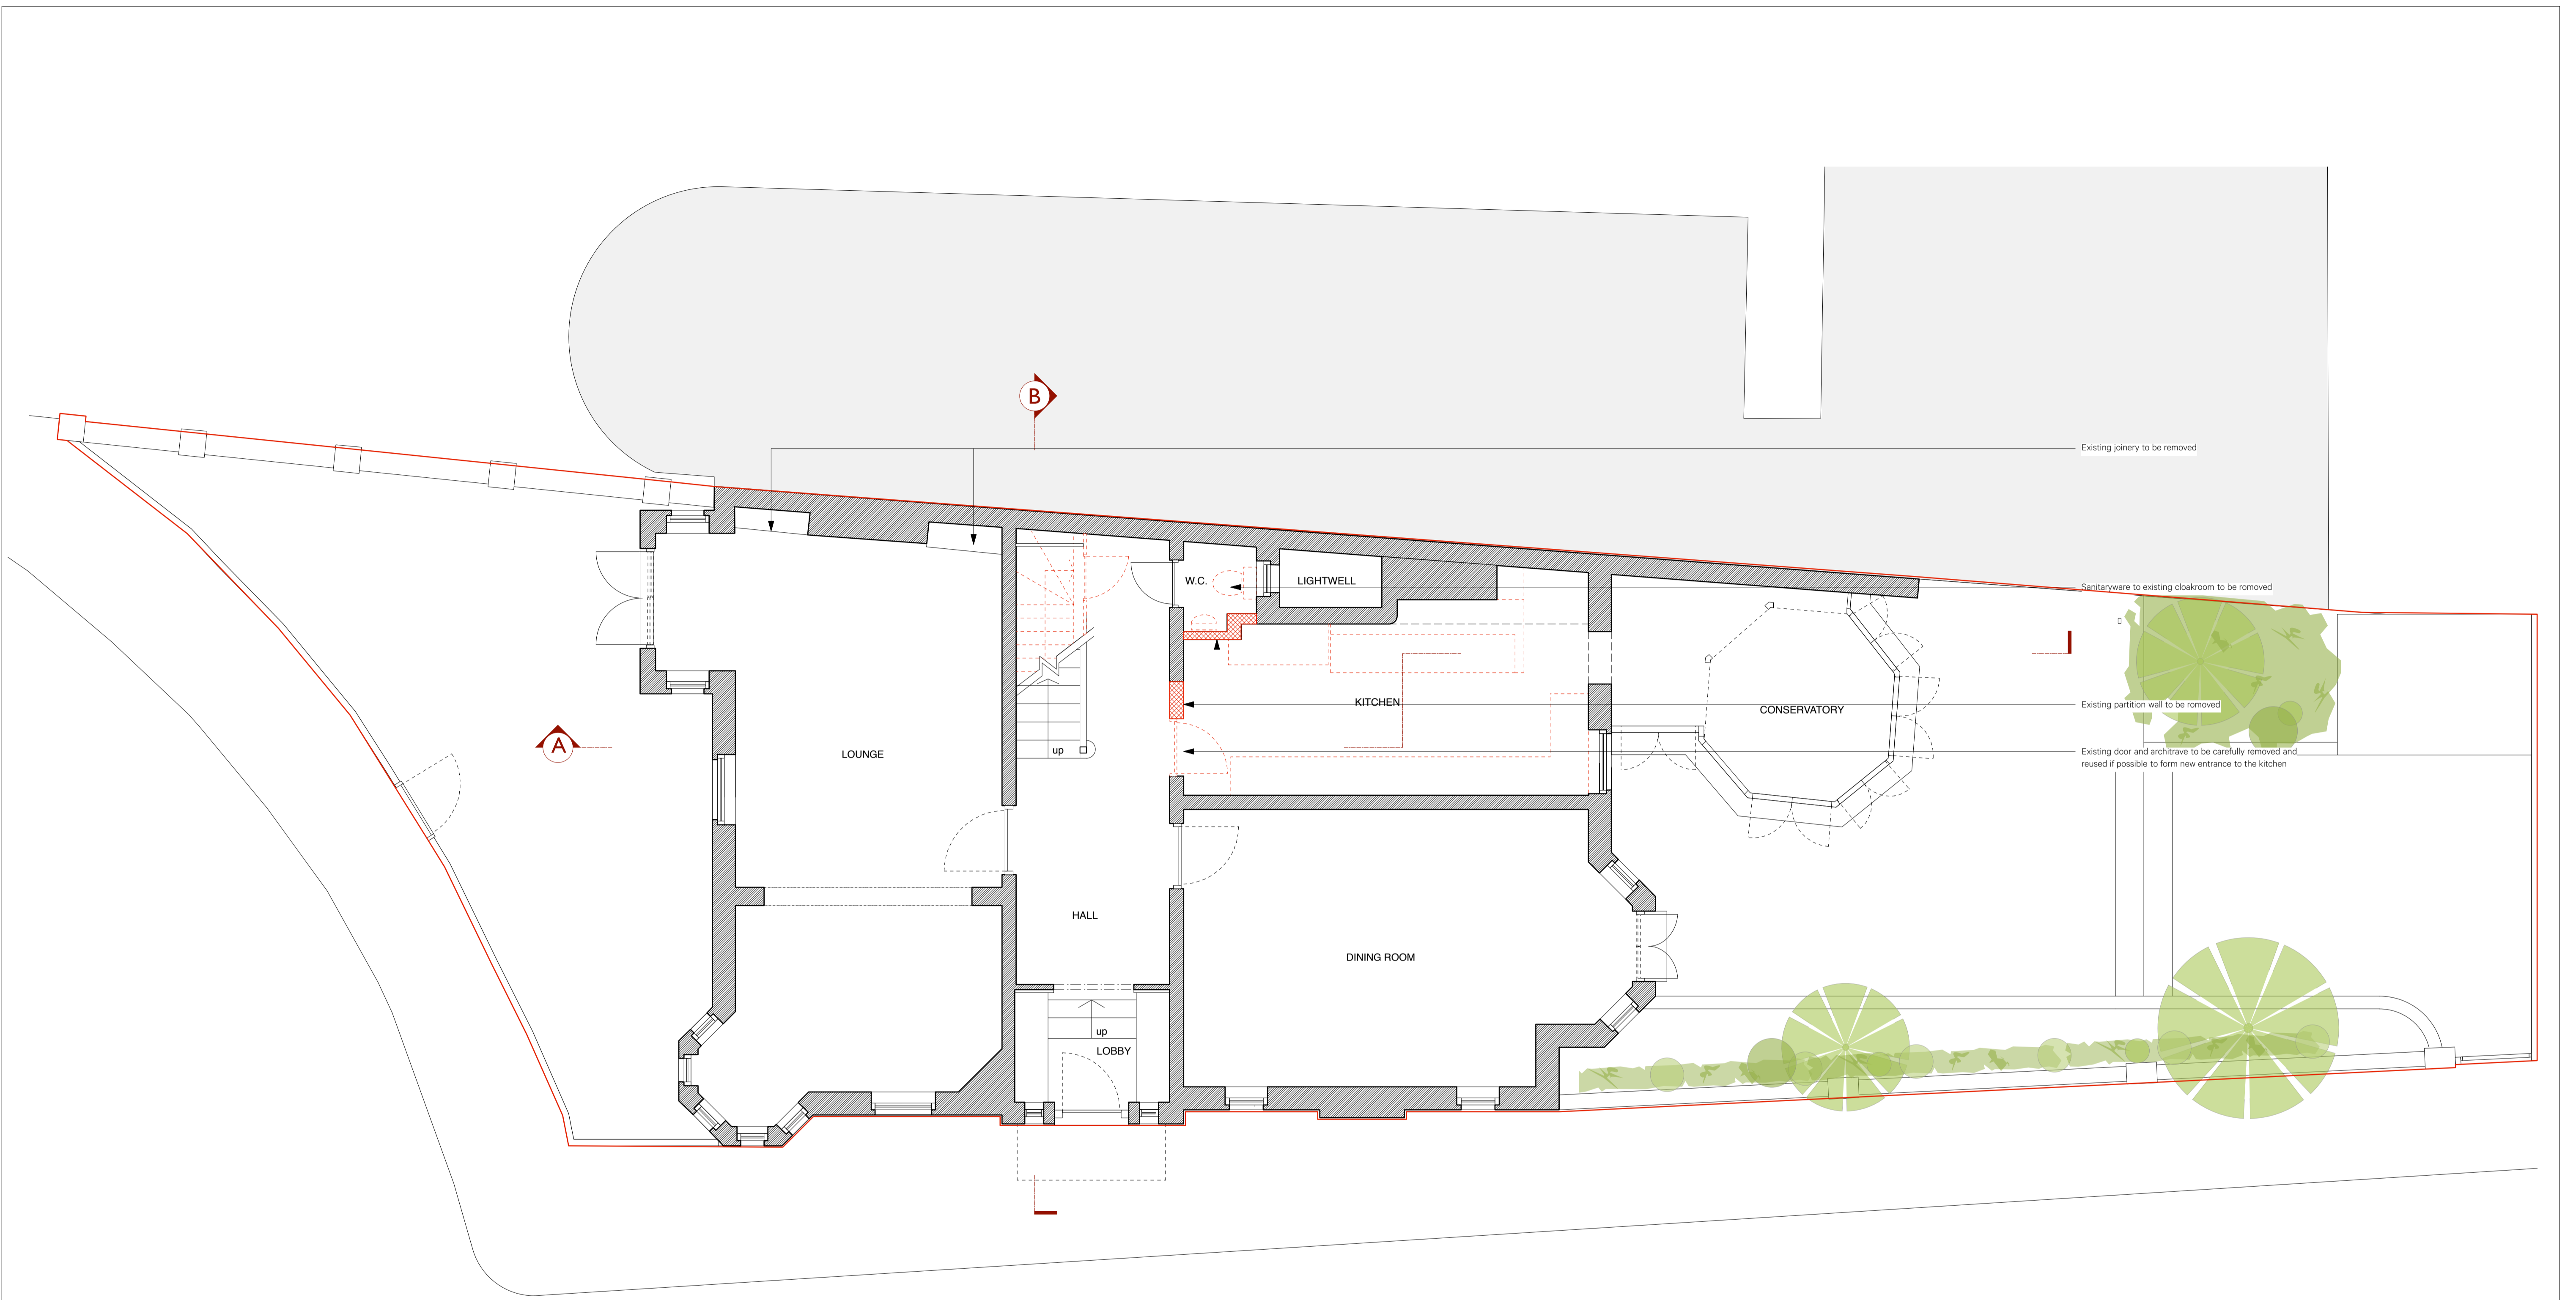 B
Existing joinery to be removed
W.C.
LIGHTWELL
Sanitaryware to existing cloakroom to be romoved
KITCHEN
Existing partition wall to be romoved
CONSERVATORY
A
up
LOUNGE
Existing door and architrave to be carefully removed and
reused if possible to form new entrance to the kitchen
HALL
DINING ROOM
up
LOBBY